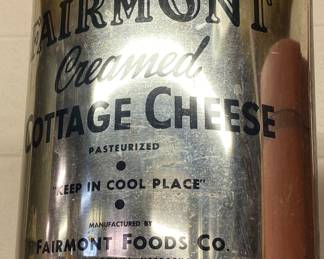 FAIRMONT
Creamed
COTTAGE CHEESE
PASTEURIZED
"KEEP IN COOL PLACE"
MANUFACTURED BY
FAIRMONT FOODS CO.